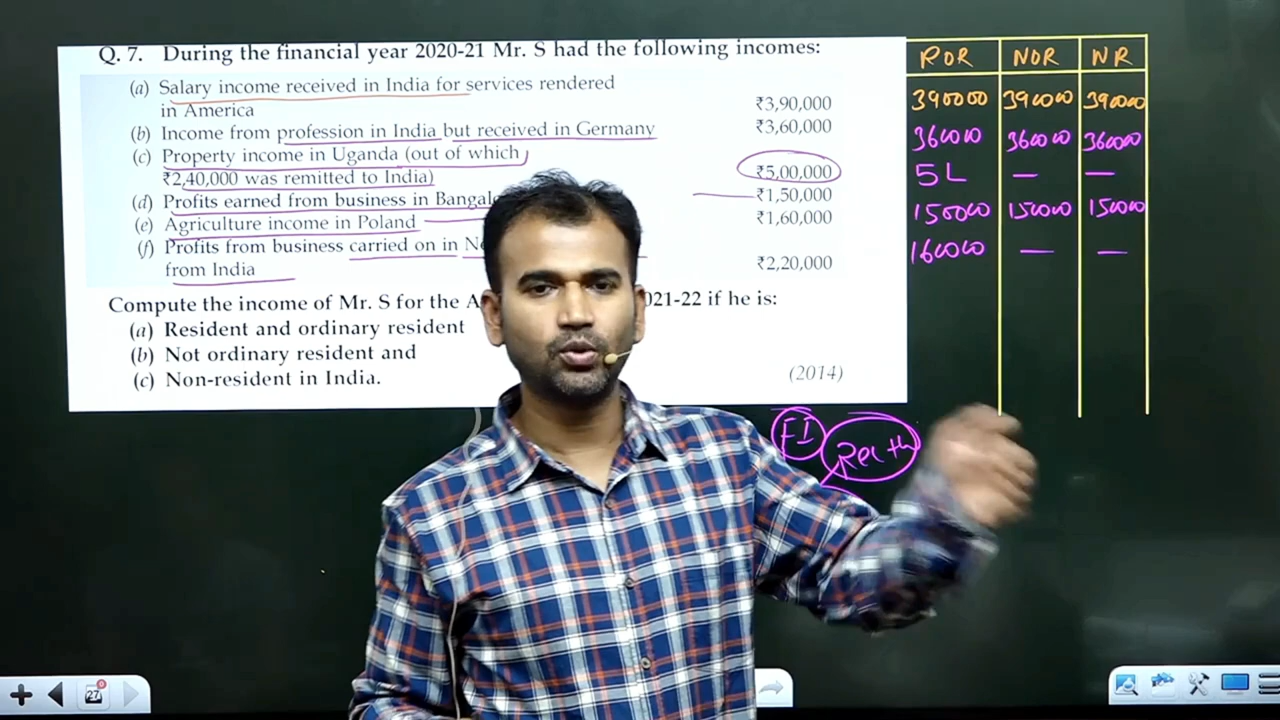 Q. 7. During the financial year 2020-21 Mr. S had the following incomes:
(a) Salary income received in India for services rendered
in America ₹3,90,000
(b) Income from profession in India but received in Germany ₹3,60,000
(c) Property income in Uganda (out of which
₹2,40,000 was remitted to India) ₹5,00,000
(d) Profits earned from business in ₹1,50,000
(e) Agriculture income in Poland ₹1,60,000
(f) Profits from business carried on in
from India ₹2,20,000
Compute the income of Mr. S for the 021-22 if he is:
(a) Resident and ordinary resident
(b) Not ordinary resident and
(c) Non-resident in India.
(2014)
ROR NOR NR
390000 390000 390000
360000 360000 360000
5L — —
150000 150000 150000
160000 — —
FI
27